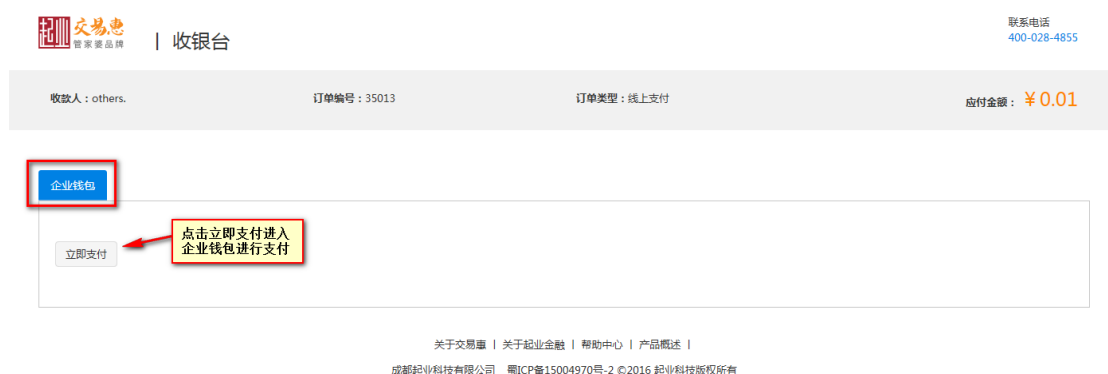 起业 交易惠
管家婆品牌
| 收银台
联系电话
400-028-4855
收款人：others.
订单编号：35013
订单类型：线上支付
应付金额： ￥0.01
企业钱包
立即支付
点击立即支付进入
企业钱包进行支付
关于交易惠 | 关于起业金融 | 帮助中心 | 产品概述 |
成都起业科技有限公司 蜀ICP备15004970号-2 ©2016 起业科技版权所有